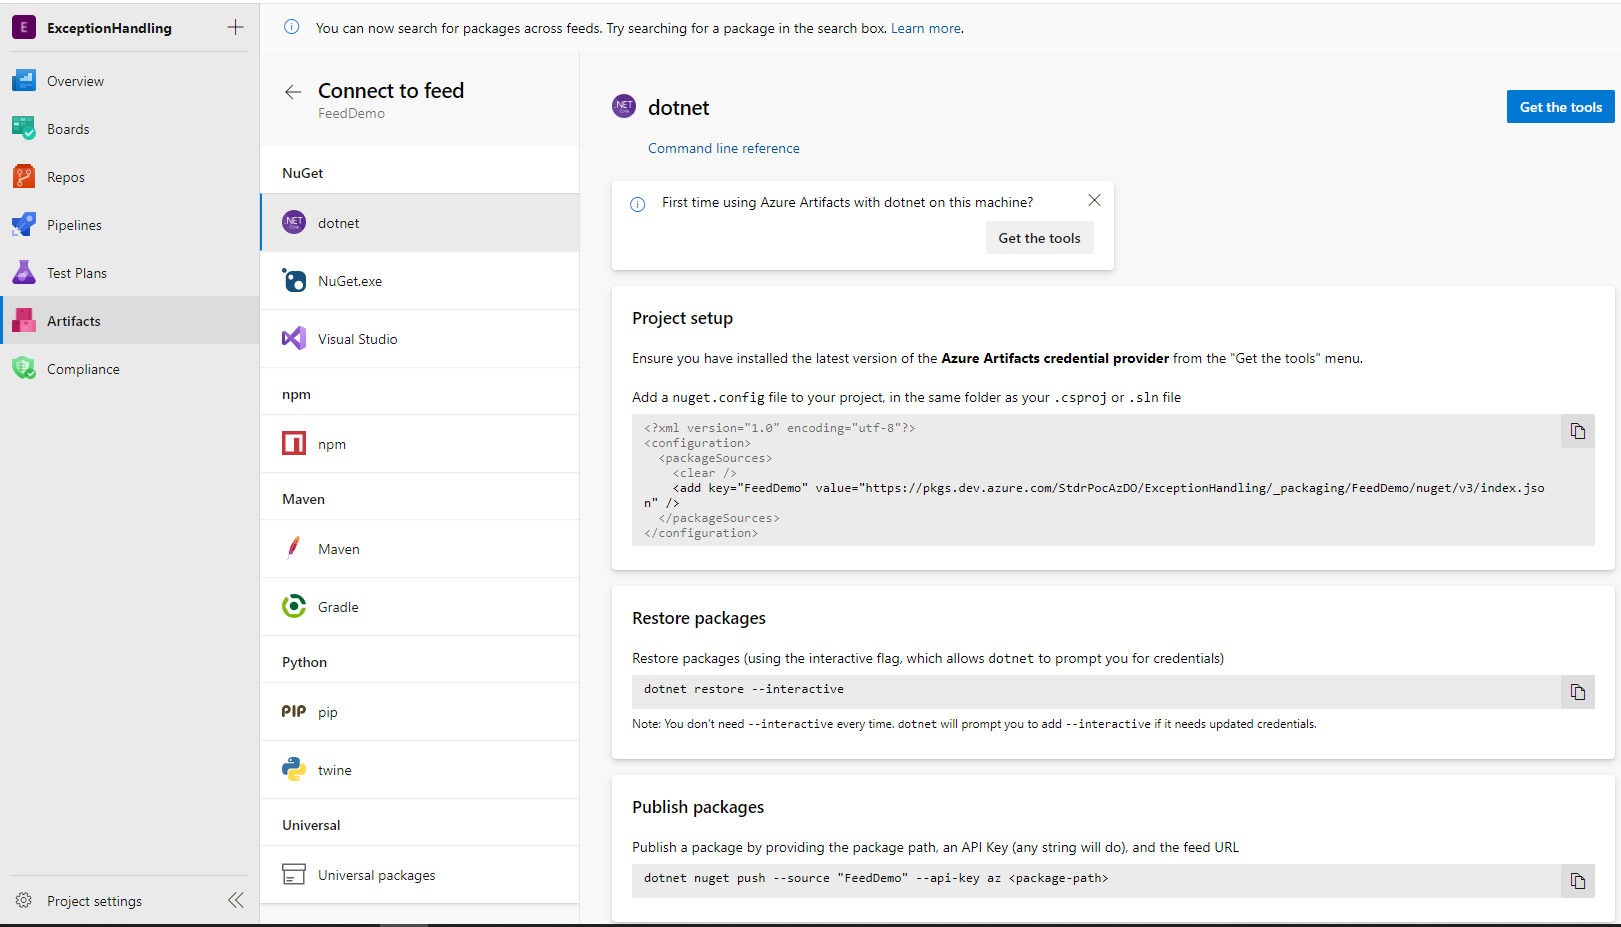 E ExceptionHandling
Overview
Boards
Repos
Pipelines
Test Plans
Artifacts
Compliance
Project settings
You can now search for packages across feeds. Try searching for a package in the search box. Learn more.
Connect to feed
FeedDemo
NuGet
.NET Core dotnet
NuGet.exe
Visual Studio
npm
npm
Maven
Maven
Gradle
Python
PIP pip
twine
Universal
Universal packages
.NET Core dotnet
Get the tools
Command line reference
First time using Azure Artifacts with dotnet on this machine?
Get the tools
Project setup
Ensure you have installed the latest version of the Azure Artifacts credential provider from the "Get the tools" menu.
Add a nuget.config file to your project, in the same folder as your .csproj or .sln file
<?xml version="1.0" encoding="utf-8"?>
<configuration>
<packageSources>
<clear />
<add key="FeedDemo" value="https://pkgs.dev.azure.com/StdrPocAzDO/ExceptionHandling/_packaging/FeedDemo/nuget/v3/index.jso
n" />
</packageSources>
</configuration>
Restore packages
Restore packages (using the interactive flag, which allows dotnet to prompt you for credentials)
dotnet restore --interactive
Note: You don't need --interactive every time. dotnet will prompt you to add --interactive if it needs updated credentials.
Publish packages
Publish a package by providing the package path, an API Key (any string will do), and the feed URL
dotnet nuget push --source "FeedDemo" --api-key az <package-path>